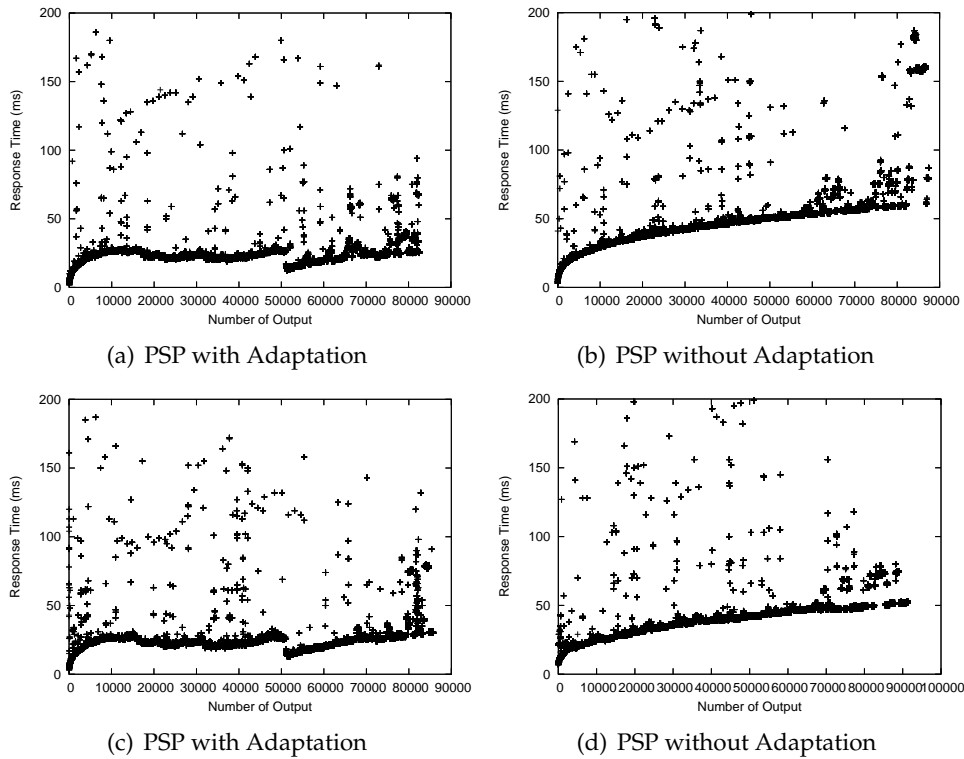 200
150
100
50
0
Response Time (ms)
0 10000 20000 30000 40000 50000 60000 70000 80000 90000
Number of Output
(a) PSP with Adaptation
200
150
100
50
0
Response Time (ms)
0 10000 20000 30000 40000 50000 60000 70000 80000 90000
Number of Output
(b) PSP without Adaptation
200
150
100
50
0
Response Time (ms)
0 10000 20000 30000 40000 50000 60000 70000 80000 90000
Number of Output
(c) PSP with Adaptation
200
150
100
50
0
Response Time (ms)
0 10000 20000 30000 40000 50000 60000 70000 80000 90000 100000
Number of Output
(d) PSP without Adaptation